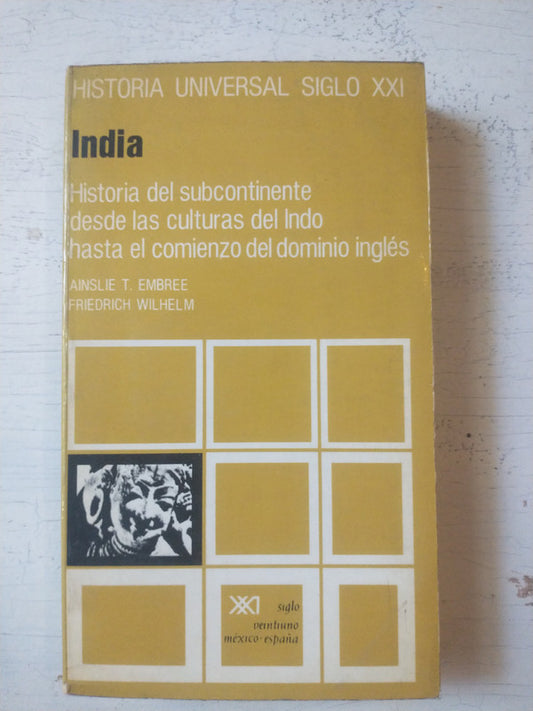 HISTORIA UNIVERSAL SIGLO XXI
India
Historia del subcontinente
desde las culturas del Indo
hasta el comienzo del dominio inglés
AINSLIE T. EMBREE
FRIEDRICH WILHELM
XXI siglo
veintiuno
méxico-españa